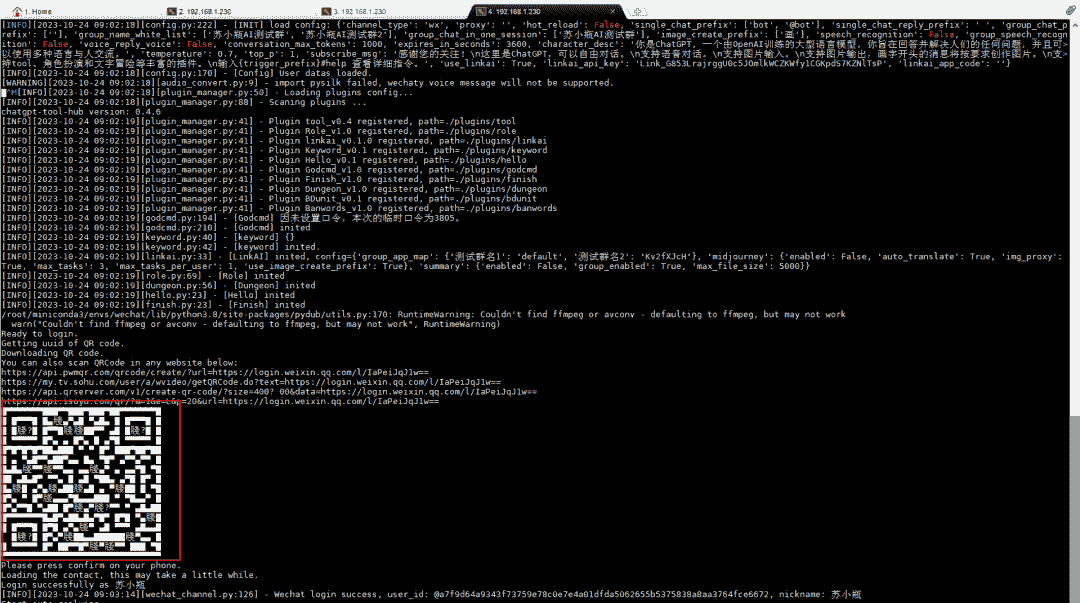 1. Home
2. 192.168.1.230
3. 192.168.1.230
4. 192.168.1.230
[INFO][2023-10-24 09:02:18][config.py:222] - [INIT] load config: {'channel_type': 'wx', 'proxy': '', 'hot_reload': False, 'single_chat_prefix': ['bot', '@bot'], 'single_chat_reply_prefix': ' ', 'group_chat_p
refix': [''], 'group_name_white_list': ['苏小瓶AI测试群', '苏小瓶AI测试群2'], 'group_chat_in_one_session': ['苏小瓶AI测试群'], 'image_create_prefix': ['画'], 'speech_recognition': False, 'group_speech_recogn
ition': False, 'voice_reply_voice': False, 'conversation_max_tokens': 1000, 'expires_in_seconds': 3600, 'character_desc': '你是ChatGPT, 一个由OpenAI训练的大型语言模型, 你旨在回答并解决人们的任何问题，并且可
以使用多种语言与人交流。', 'temperature': 0.7, 'top_p': 1, 'subscribe_msg': '感谢您的关注！\n这里是ChatGPT，可以自由对话。\n支持语音对话。\n支持图片输入。\n支持图片输出，画字开头的消息将按要求创作图片。\n支
持tool、角色扮演和文字冒险等丰富的插件。\n输入{trigger_prefix}#help 查看详细指令。', 'use_linkai': True, 'linkai_api_key': 'Link_G853LrajrggU0c5JOmlkWCZKWfy1CGKpdS7KZNlTsP', 'linkai_app_code': ''}
[INFO][2023-10-24 09:02:18][config.py:170] - [Config] User datas loaded.
[WARNING][2023-10-24 09:02:18][audio_convert.py:9] - import pysilk failed, wechaty voice message will not be supported.
^M[INFO][2023-10-24 09:02:18][plugin_manager.py:50] - Loading plugins config...
[INFO][2023-10-24 09:02:18][plugin_manager.py:88] - Scanning plugins ...
chatgpt-tool-hub version: 0.4.6
[INFO][2023-10-24 09:02:19][plugin_manager.py:41] - Plugin tool_v0.4 registered, path=./plugins/tool
[INFO][2023-10-24 09:02:19][plugin_manager.py:41] - Plugin Role_v1.0 registered, path=./plugins/role
[INFO][2023-10-24 09:02:19][plugin_manager.py:41] - Plugin linkai_v0.1.0 registered, path=./plugins/linkai
[INFO][2023-10-24 09:02:19][plugin_manager.py:41] - Plugin Keyword_v0.1 registered, path=./plugins/keyword
[INFO][2023-10-24 09:02:19][plugin_manager.py:41] - Plugin Hello_v0.1 registered, path=./plugins/hello
[INFO][2023-10-24 09:02:19][plugin_manager.py:41] - Plugin Godcmd_v1.0 registered, path=./plugins/godcmd
[INFO][2023-10-24 09:02:19][plugin_manager.py:41] - Plugin Finish_v1.0 registered, path=./plugins/finish
[INFO][2023-10-24 09:02:19][plugin_manager.py:41] - Plugin Dungeon_v1.0 registered, path=./plugins/dungeon
[INFO][2023-10-24 09:02:19][plugin_manager.py:41] - Plugin BDunit_v0.1 registered, path=./plugins/bdunit
[INFO][2023-10-24 09:02:19][plugin_manager.py:41] - Plugin Banwords_v1.0 registered, path=./plugins/banwords
[INFO][2023-10-24 09:02:19][godcmd.py:194] - [Godcmd] 因未设置口令，本次的临时口令为3805。
[INFO][2023-10-24 09:02:19][godcmd.py:210] - [Godcmd] inited
[INFO][2023-10-24 09:02:19][keyword.py:40] - [keyword] {}
[INFO][2023-10-24 09:02:19][keyword.py:42] - [keyword] inited.
[INFO][2023-10-24 09:02:19][linkai.py:33] - [LinkAI] inited, config={'group_app_map': {'测试群名1': 'default', '测试群名2': 'Kv2fXJcH'}, 'midjourney': {'enabled': False, 'auto_translate': True, 'img_proxy':
True, 'max_tasks': 3, 'max_tasks_per_user': 1, 'use_image_create_prefix': True}, 'summary': {'enabled': False, 'group_enabled': True, 'max_file_size': 5000}}
[INFO][2023-10-24 09:02:19][role.py:69] - [Role] inited
[INFO][2023-10-24 09:02:19][dungeon.py:56] - [Dungeon] inited
[INFO][2023-10-24 09:02:19][hello.py:23] - [Hello] inited
[INFO][2023-10-24 09:02:19][finish.py:23] - [Finish] inited
/root/miniconda3/envs/wechat/lib/python3.8/site-packages/pydub/utils.py:170: RuntimeWarning: Couldn't find ffmpeg or avconv - defaulting to ffmpeg, but may not work
warn("Couldn't find ffmpeg or avconv - defaulting to ffmpeg, but may not work", RuntimeWarning)
Ready to login.
Getting uuid of QR code.
Downloading QR code.
You can also scan QRCode in any website below:
https://api.pwmqr.com/qrcode/create/?url=https://login.weixin.qq.com/l/IaPeiJqJ1w==
https://my.tv.sohu.com/user/a/wvideo/getQRCode.do?text=https://login.weixin.qq.com/l/IaPeiJqJ1w==
https://api.qrserver.com/v1/create-qr-code/?size=400? 00&data=https://login.weixin.qq.com/l/IaPeiJqJ1w==
https://api.isoyu.com/qr/?m=1&e=L&p=20&url=https://login.weixin.qq.com/l/IaPeiJqJ1w==
Please press confirm on your phone.
Loading the contact, this may take a little while.
Login successfully as 苏小瓶
[INFO][2023-10-24 09:03:14][wechat_channel.py:126] - Wechat login success, user_id: @a7f9d64a9343f73759e78c0e7e4a01dfda5062655b5375838a8aa3764fce6672, nickname: 苏小瓶